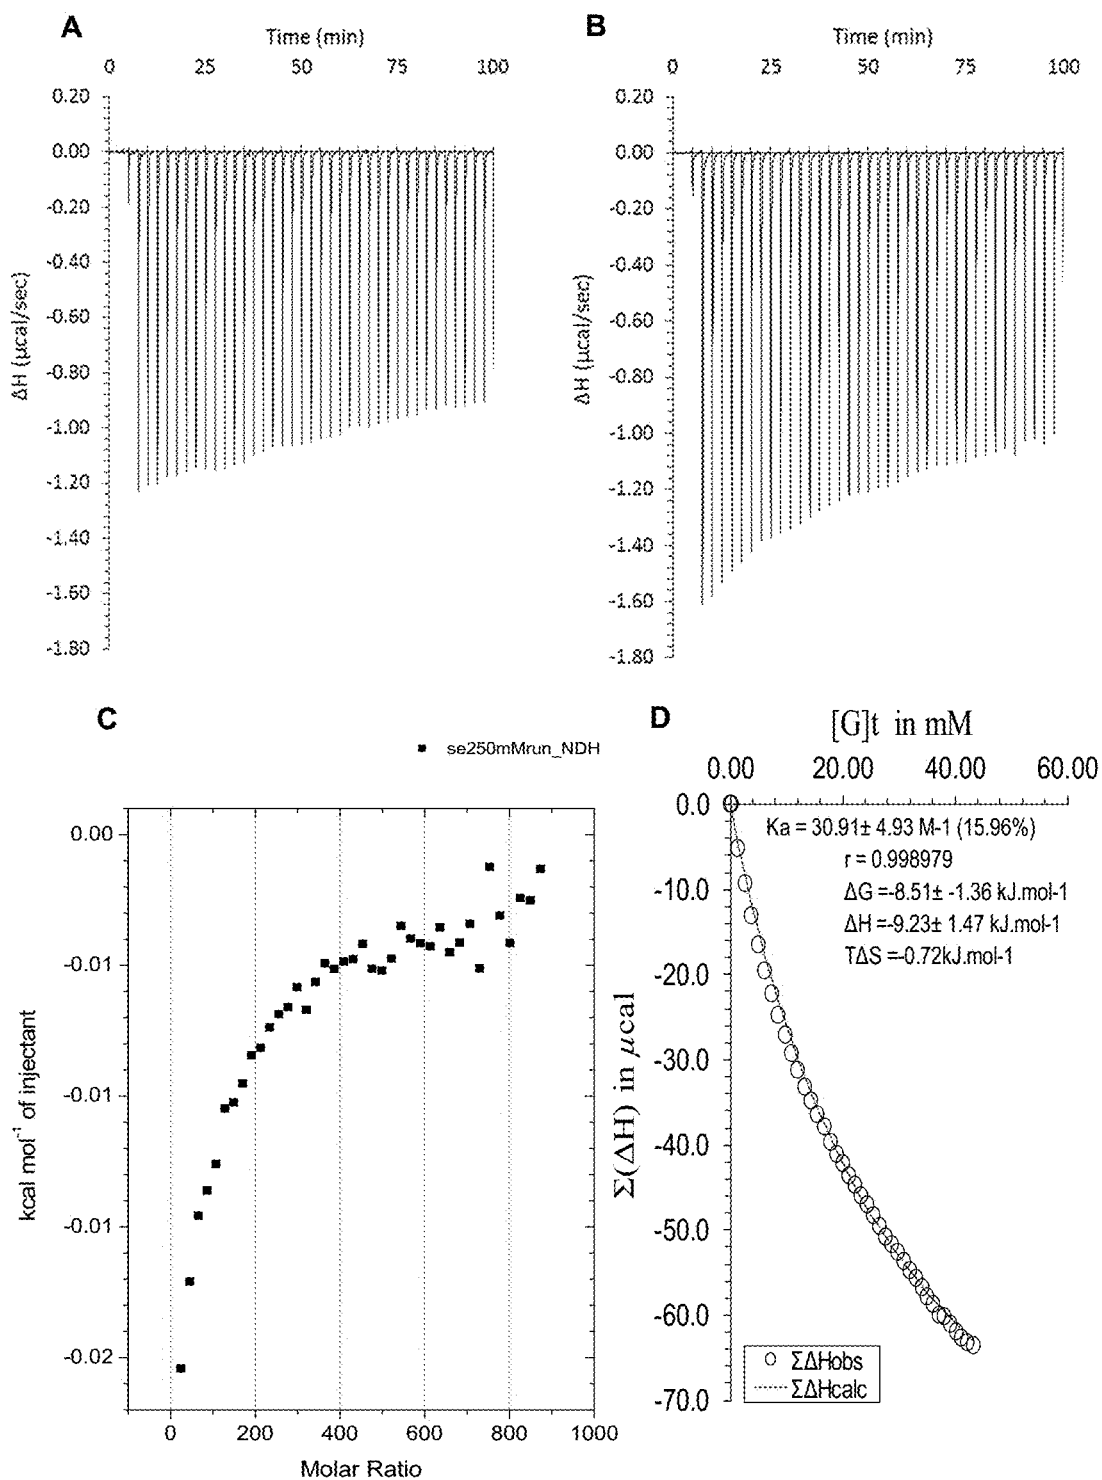 A
Time (min)
0 25 50 75 100
0.20
0.00
-0.20
-0.40
-0.60
-0.80
-1.00
-1.20
-1.40
-1.60
-1.80
ΔH (µcal/sec)
B
Time (min)
0 25 50 75 100
0.20
0.00
-0.20
-0.40
-0.60
-0.80
-1.00
-1.20
-1.40
-1.60
-1.80
ΔH (µcal/sec)
C
se250mMrun_NDH
0.00
-0.01
-0.01
-0.01
-0.02
kcal mol⁻¹ of injectant
0 200 400 600 800 1000
Molar Ratio
D
[G]t in mM
0.00 20.00 40.00 60.00
0.0
-10.0
-20.0
-30.0
-40.0
-50.0
-60.0
-70.0
Σ(ΔH) in µcal
Ka = 30.91± 4.93 M-1 (15.96%)
r = 0.998979
ΔG =-8.51± -1.36 kJ.mol-1
ΔH =-9.23± 1.47 kJ.mol-1
TΔS =-0.72kJ.mol-1
ΣΔHobs
ΣΔHcalc